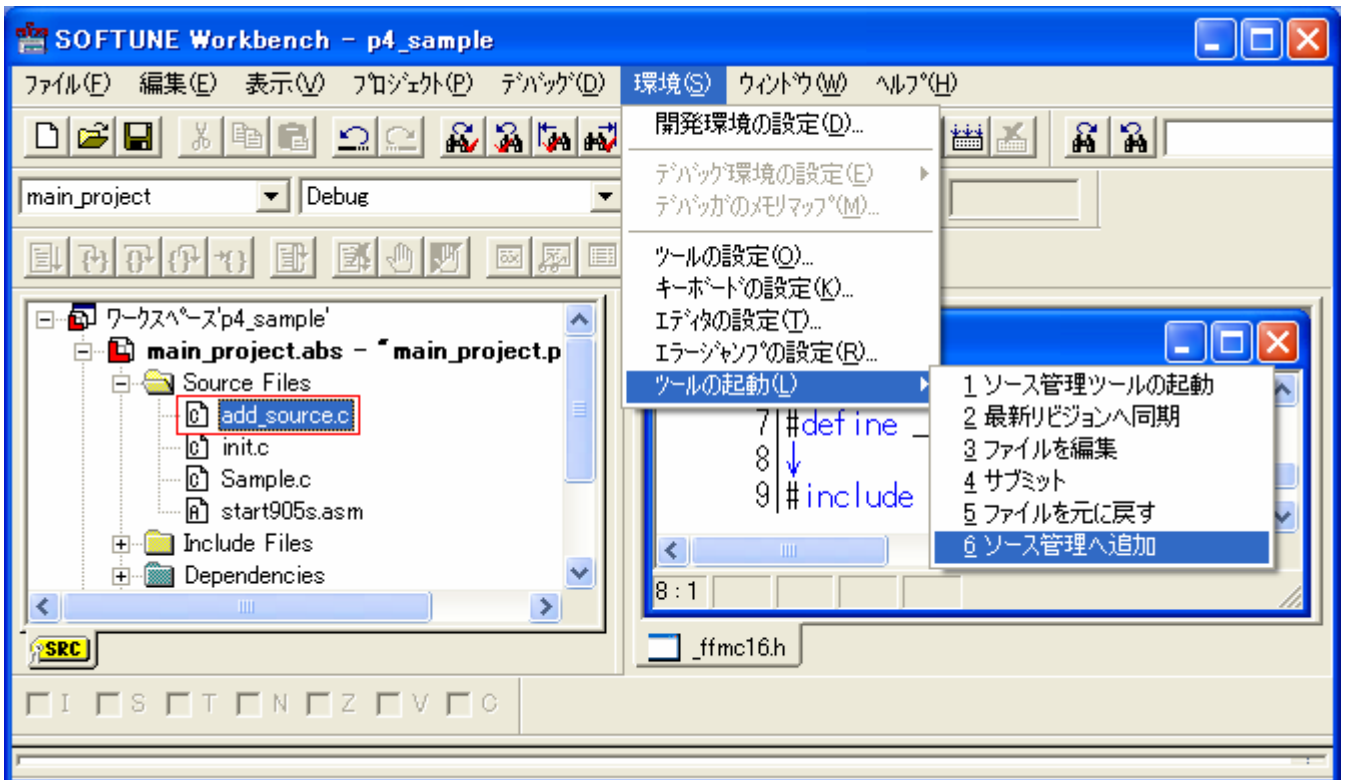 SOFTUNE Workbench - p4_sample
ファイル(F) 編集(E) 表示(V) プロジェクト(P) デバッグ(D) 環境(S) ウィンドウ(W) ヘルプ(H)
開発環境の設定(D)...
デバッグ環境の設定(E)
デバッガのメモリマップ(M)...
ツールの設定(O)...
キーボードの設定(K)...
エディタの設定(T)...
エラージャンプの設定(R)...
ツールの起動(L)
1 ソース管理ツールの起動
2 最新リビジョンへ同期
3 ファイルを編集
4 サブミット
5 ファイルを元に戻す
6 ソース管理へ追加
main_project
Debug
ワークスペース'p4_sample'
main_project.abs - "main_project.p
Source Files
add_source.c
init.c
Sample.c
start905s.asm
Include Files
Dependencies
SRC
7 #define _
8 ↓
9 #include
8:1
_ffmc16.h
I S T N Z V C